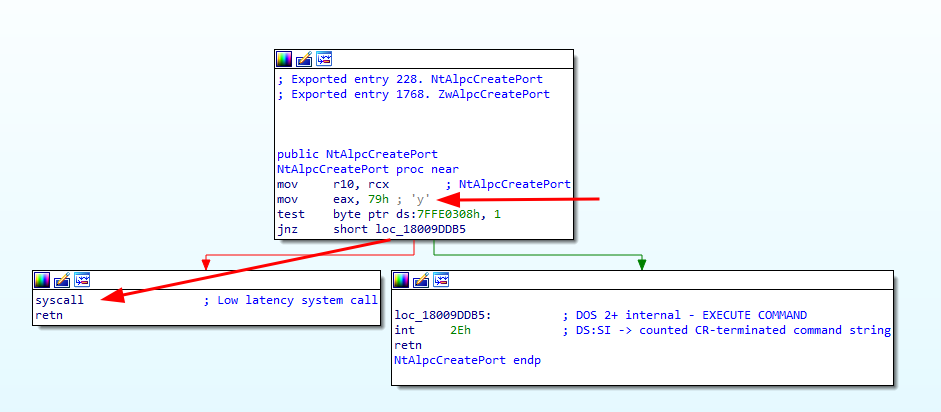 ; Exported entry 228. NtAlpcCreatePort
; Exported entry 1768. ZwAlpcCreatePort
public NtAlpcCreatePort
NtAlpcCreatePort proc near
mov     r10, rcx        ; NtAlpcCreatePort
mov     eax, 79h ; 'y'
test    byte ptr ds:7FFE0308h, 1
jnz     short loc_18009DDB5
syscall                 ; Low latency system call
retn
loc_18009DDB5:          ; DOS 2+ internal - EXECUTE COMMAND
int     2Eh             ; DS:SI -> counted CR-terminated command string
retn
NtAlpcCreatePort endp